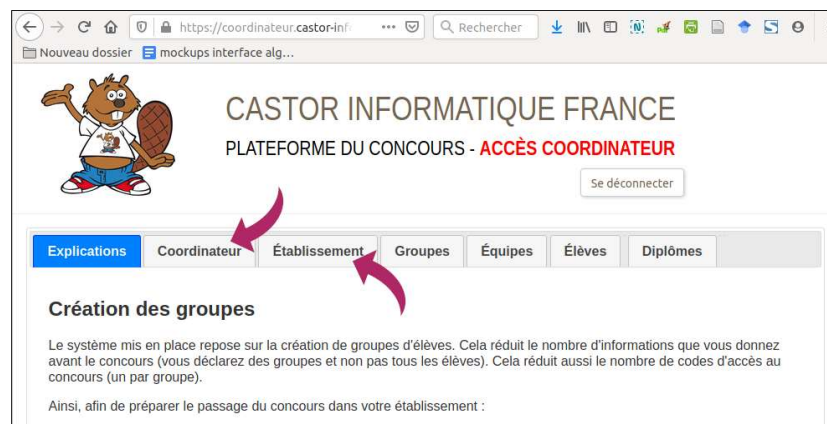 https://coordinateur.castor-inf
Rechercher
Nouveau dossier mockups interface alg...
CASTOR INFORMATIQUE FRANCE
PLATEFORME DU CONCOURS - ACCÈS COORDINATEUR
Se déconnecter
Explications Coordinateur Établissement Groupes Équipes Élèves Diplômes
Création des groupes
Le système mis en place repose sur la création de groupes d'élèves. Cela réduit le nombre d'informations que vous donnez
avant le concours (vous déclarez des groupes et non pas tous les élèves). Cela réduit aussi le nombre de codes d'accès au
concours (un par groupe).
Ainsi, afin de préparer le passage du concours dans votre établissement :